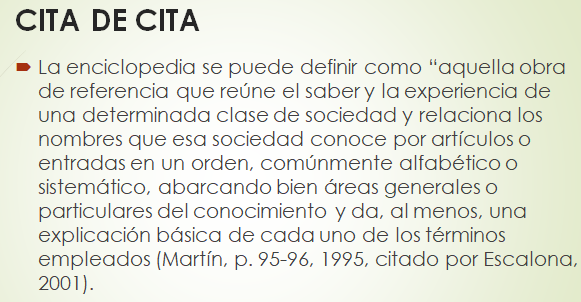 CITA DE CITA
La enciclopedia se puede definir como “aquella obra
de referencia que reúne el saber y la experiencia de
una determinada clase de sociedad y relaciona los
nombres que esa sociedad conoce por artículos o
entradas en un orden, comúnmente alfabético o
sistemático, abarcando bien áreas generales o
particulares del conocimiento y da, al menos, una
explicación básica de cada uno de los términos
empleados (Martín, p. 95-96, 1995, citado por Escalona,
2001).